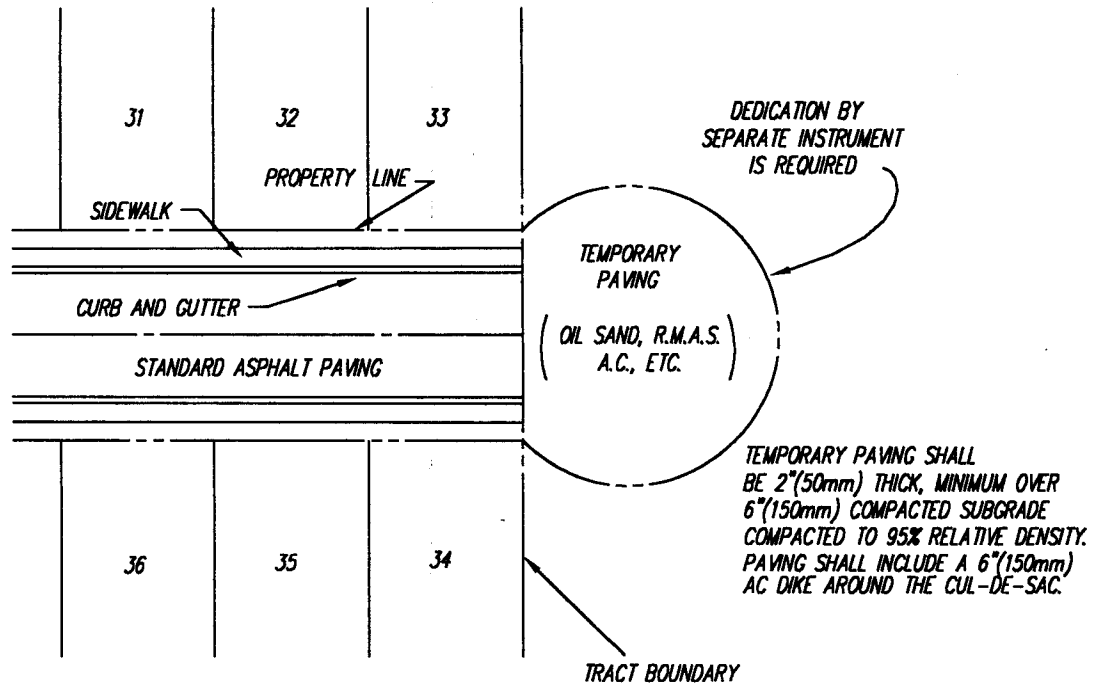 31
32
33
PROPERTY LINE
SIDEWALK
CURB AND GUTTER
STANDARD ASPHALT PAVING
DEDICATION BY
SEPARATE INSTRUMENT
IS REQUIRED
TEMPORARY
PAVING
( OIL SAND, R.M.A.S.
A.C., ETC. )
TEMPORARY PAVING SHALL
BE 2"(50mm) THICK, MINIMUM OVER
6"(150mm) COMPACTED SUBGRADE
COMPACTED TO 95% RELATIVE DENSITY.
PAVING SHALL INCLUDE A 6"(150mm)
AC DIKE AROUND THE CUL-DE-SAC.
36
35
34
TRACT BOUNDARY